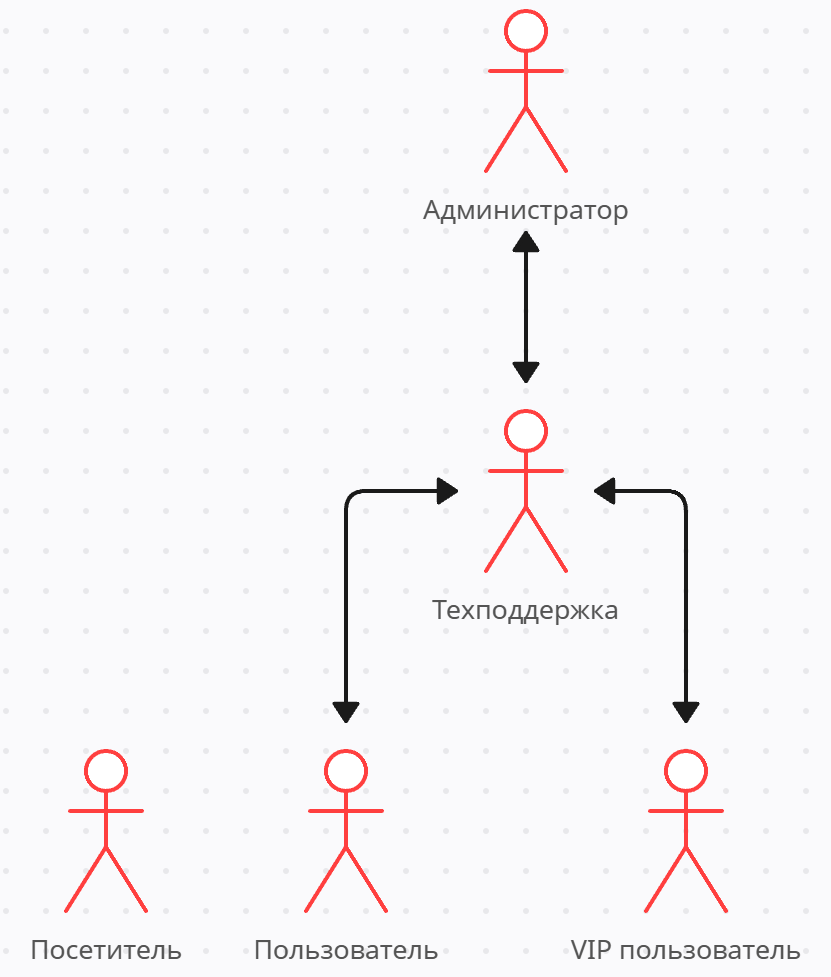 Администратор
Техподдержка
Посетитель
Пользователь
VIP пользователь